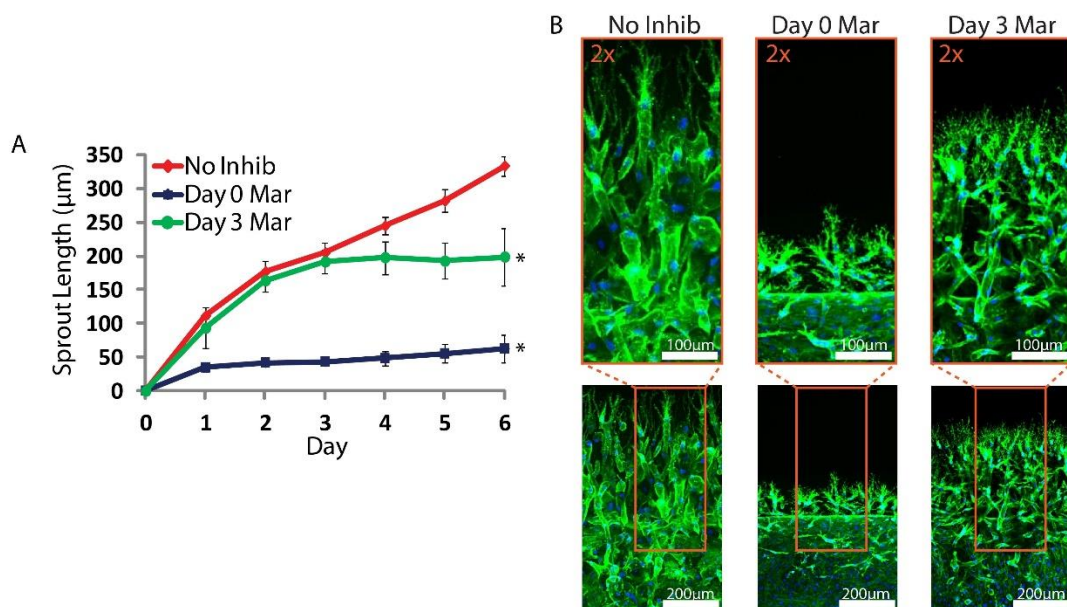 A
Sprout Length (µm)
350
300
250
200
150
100
50
0
No Inhib
Day 0 Mar
Day 3 Mar
*
*
0 1 2 3 4 5 6
Day
B
No Inhib Day 0 Mar Day 3 Mar
2x 2x 2x
100µm 100µm 100µm
200µm 200µm 200µm